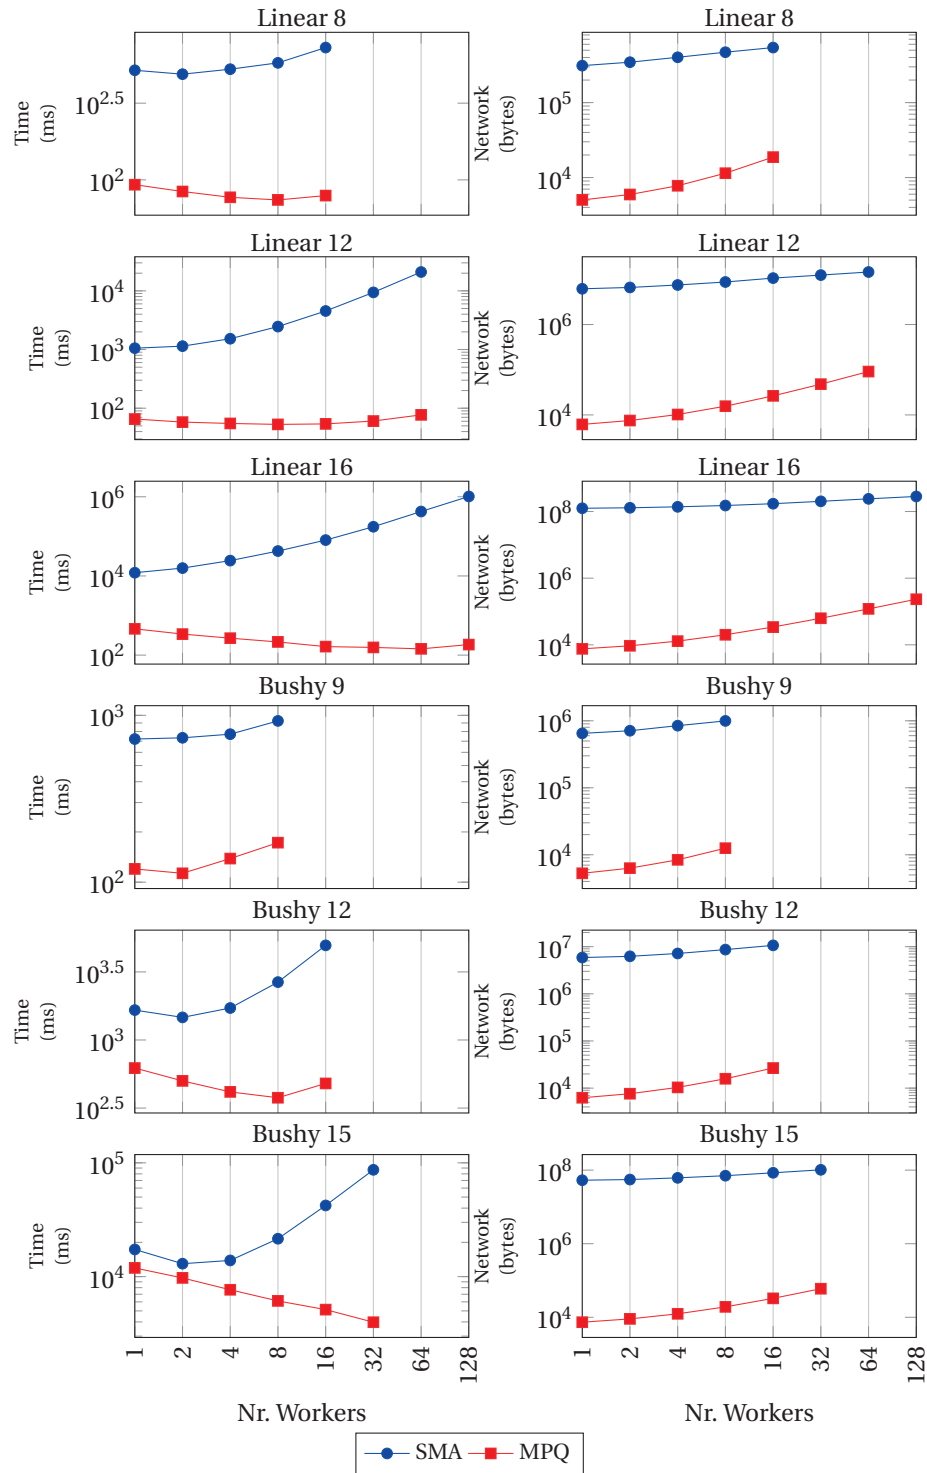 Linear 8
Linear 8
Time
(ms)
10^2.5
10^2
Network
(bytes)
10^5
10^4
Linear 12
Linear 12
Time
(ms)
10^4
10^3
10^2
Network
(bytes)
10^6
10^4
Linear 16
Linear 16
Time
(ms)
10^6
10^4
10^2
Network
(bytes)
10^8
10^6
10^4
Bushy 9
Bushy 9
Time
(ms)
10^3
10^2
Network
(bytes)
10^6
10^5
10^4
Bushy 12
Bushy 12
Time
(ms)
10^3.5
10^3
10^2.5
Network
(bytes)
10^7
10^6
10^5
10^4
Bushy 15
Bushy 15
Time
(ms)
10^5
10^4
Network
(bytes)
10^8
10^6
10^4
1 2 4 8 16 32 64 128
1 2 4 8 16 32 64 128
Nr. Workers
Nr. Workers
SMA MPQ